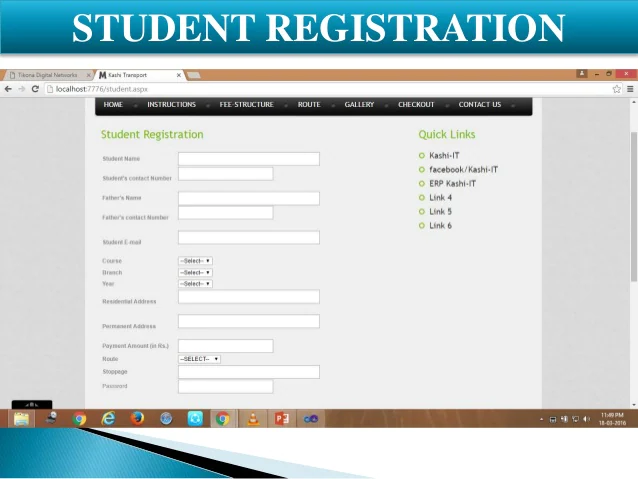 STUDENT REGISTRATION
Tikona Digital Networks
Kashi Transport
localhost:7776/student.aspx
HOME INSTRUCTIONS FEE-STRUCTURE ROUTE GALLERY CHECKOUT CONTACT US
Student Registration
Quick Links
Student Name
Student's contact Number
Father's Name
Father's contact Number
Student E-mail
Course --Select--
Branch --Select--
Year --Select--
Residential Address
Permanent Address
Payment Amount (in Rs.)
Route --SELECT--
Stoppage
Password
Kashi-IT
facebook/Kashi-IT
ERP Kashi-IT
Link 4
Link 5
Link 6
11:49 PM
18-03-2016